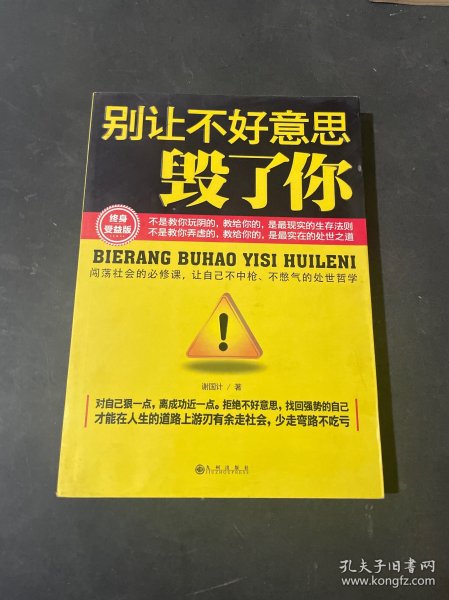 别让不好意思
毁了你
终身
受益版
不是教你玩阴的，教给你的，是最现实的生存法则
不是教你弄虚的，教给你的，是最实在的处世之道
BIERANG BUHAO YISI HUILENI
闯荡社会的必修课，让自己不中枪、不憋气的处世哲学
!
谢国计／著
对自己狠一点，离成功近一点。拒绝不好意思，找回强势的自己
才能在人生的道路上游刃有余走社会，少走弯路不吃亏
九州出版社
JIUZHOUPRESS
孔夫子旧书网
www.kongfz.com